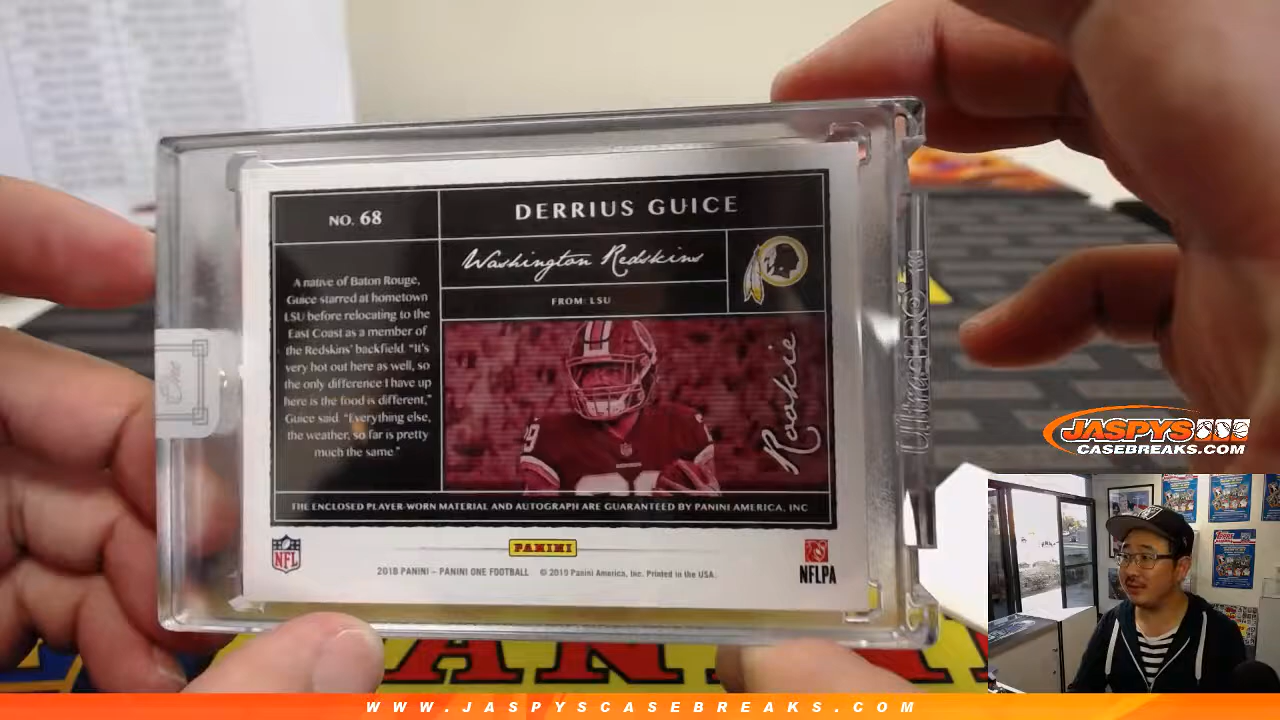 NO. 68
DERRIUS GUICE
Washington Redskins
FROM: LSU
A native of Baton Rouge,
Guice starred at hometown
LSU before relocating to the
East Coast as a member of
the Redskins' backfield. "It's
very hot out here as well, so
the only difference I have up
here is the food is different,"
Guice said. "Everything else,
the weather, so far is pretty
much the same."
Rookie
THE ENCLOSED PLAYER-WORN MATERIAL AND AUTOGRAPH ARE GUARANTEED BY PANINI AMERICA, INC
NFL
PANINI
2018 PANINI – PANINI ONE FOOTBALL © 2019 Panini America, Inc. Printed in the USA.
NFLPA
One
UltraPRO® 130
PANINI
JASPYS
CASEBREAKS.COM
WWW.JASPYSCASEBREAKS.COM